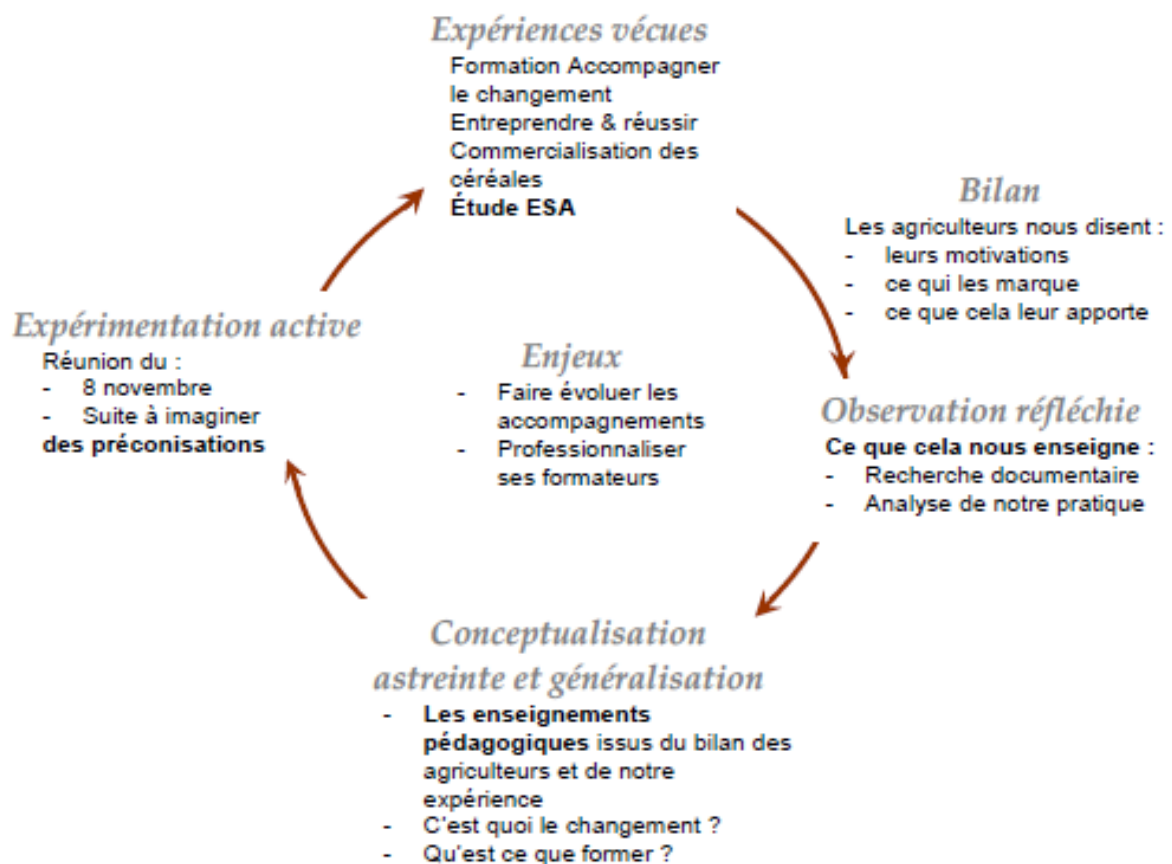 Expériences vécues
Formation Accompagner
le changement
Entreprendre & réussir
Commercialisation des
céréales
Étude ESA
Bilan
Les agriculteurs nous disent :
- leurs motivations
- ce qui les marque
- ce que cela leur apporte
Observation réfléchie
Ce que cela nous enseigne :
- Recherche documentaire
- Analyse de notre pratique
Conceptualisation
astreinte et généralisation
- Les enseignements
pédagogiques issus du bilan des
agriculteurs et de notre
expérience
- C'est quoi le changement ?
- Qu'est ce que former ?
Expérimentation active
Réunion du :
- 8 novembre
- Suite à imaginer
des préconisations
Enjeux
- Faire évoluer les
accompagnements
- Professionnaliser
ses formateurs